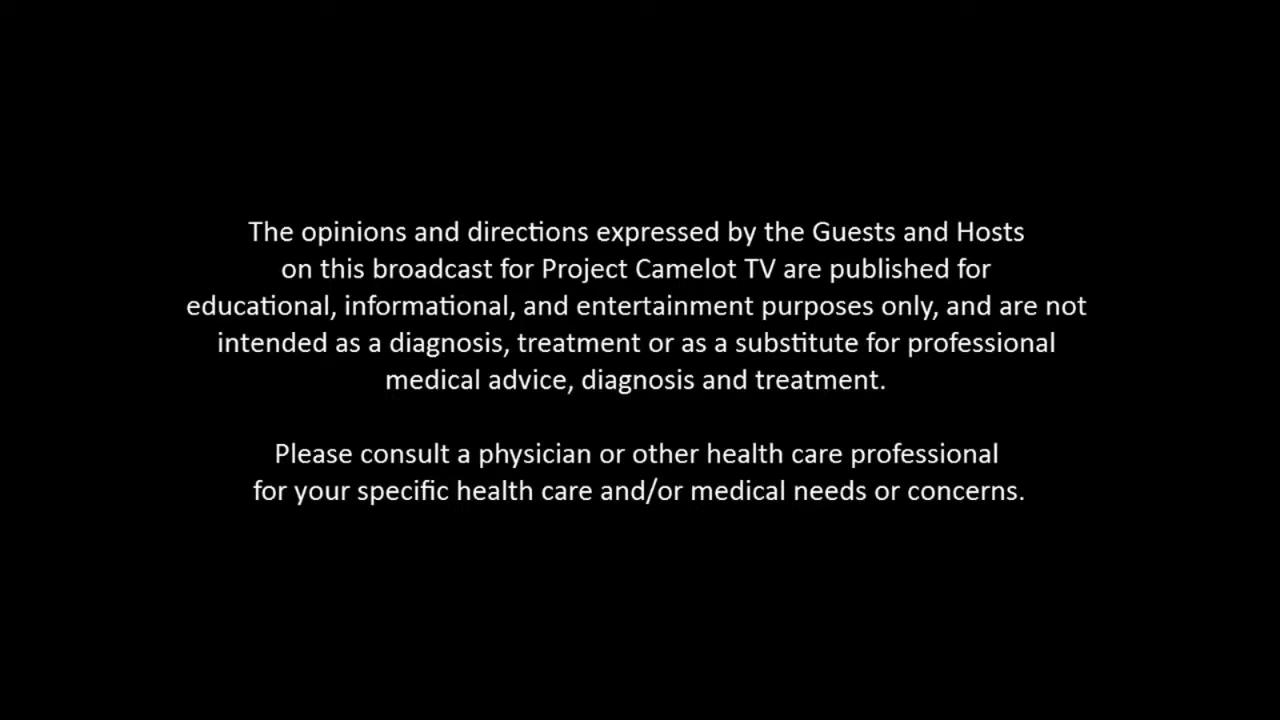 The opinions and directions expressed by the Guests and Hosts
on this broadcast for Project Camelot TV are published for
educational, informational, and entertainment purposes only, and are not
intended as a diagnosis, treatment or as a substitute for professional
medical advice, diagnosis and treatment.
Please consult a physician or other health care professional
for your specific health care and/or medical needs or concerns.